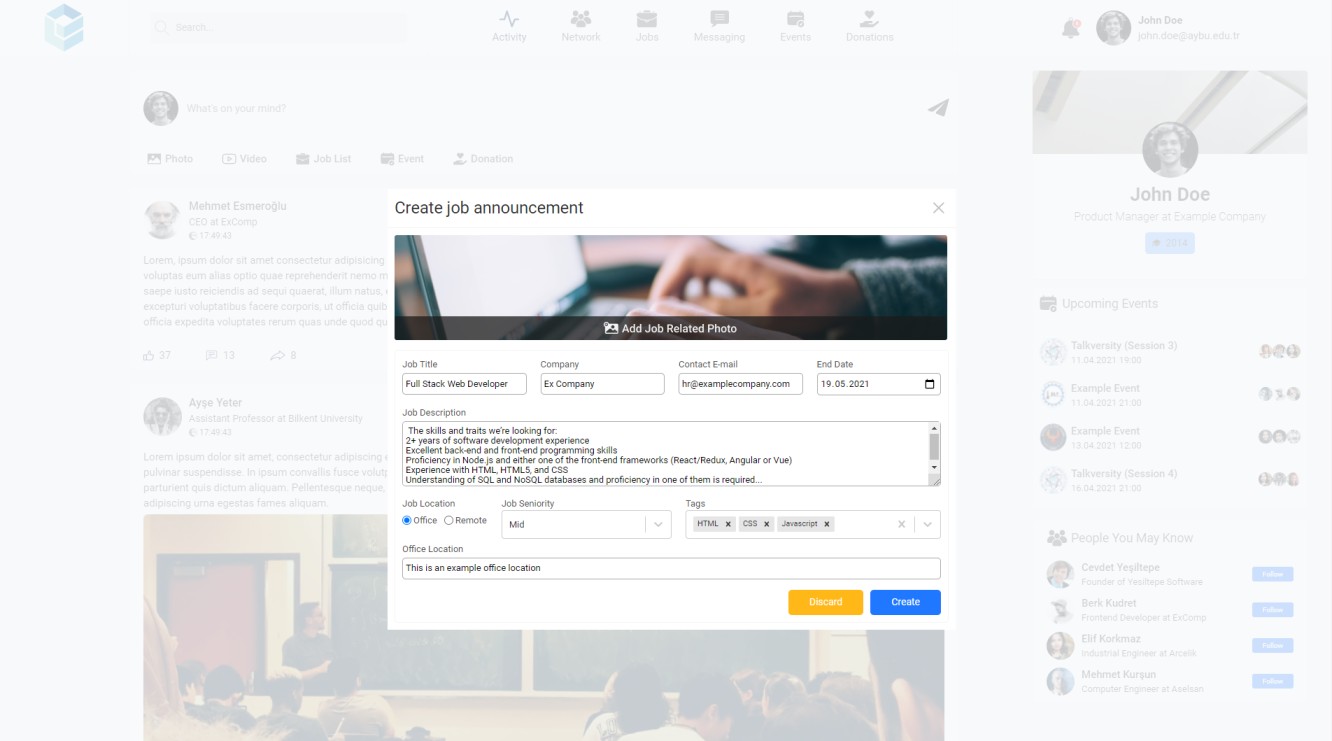 Search...
Activity
Network
Jobs
Messaging
Events
Donations
John Doe
john.doe@aybu.edu.tr
What's on your mind?
Photo
Video
Job List
Event
Donation
Mehmet Esmeroğlu
CEO at ExComp
17:49:43
Lorem, ipsum dolor sit amet consectetur adipisicing
voluptas eum alias optio quae reprehenderit nemo m
saepe iusto reiciendis ad sequi quaerat, illum natus,
excepturi voluptatibus facere corporis, ut officia quib
officia expedita voluptates rerum quas unde quod qu
37
13
8
Ayşe Yeter
Assistant Professor at Bilkent University
17:49:43
Lorem ipsum dolor sit amet, consectetur adipiscing e
pulvinar suspendisse. In ipsum convallis fusce volutp
parturient quis dictum aliquam. Pellentesque neque,
adipiscing urna egestas fames aliquam.
Create job announcement
Add Job Related Photo
Job Title
Company
Contact E-mail
End Date
Full Stack Web Developer
Ex Company
hr@examplecompany.com
19.05.2021
Job Description
The skills and traits we're looking for:
2+ years of software development experience
Excellent back-end and front-end programming skills
Proficiency in Node.js and either one of the front-end frameworks (React/Redux, Angular or Vue)
Experience with HTML, HTML5, and CSS
Understanding of SQL and NoSQL databases and proficiency in one of them is required...
Job Location
Job Seniority
Tags
Office
Remote
Mid
HTML
CSS
Javascript
Office Location
This is an example office location
Discard
Create
John Doe
Product Manager at Example Company
3014
Upcoming Events
Talkversity (Session 3)
11.04.2021 19:00
Example Event
11.04.2021 21:00
Example Event
13.04.2021 12:00
Talkversity (Session 4)
16.04.2021 21:00
People You May Know
Cevdet Yeşiltepe
Founder of Yesiltepe Software
Follow
Berk Kudret
Frontend Developer at ExComp
Follow
Elif Korkmaz
Industrial Engineer at Arcelik
Follow
Mehmet Kurşun
Computer Engineer at Aselsan
Follow